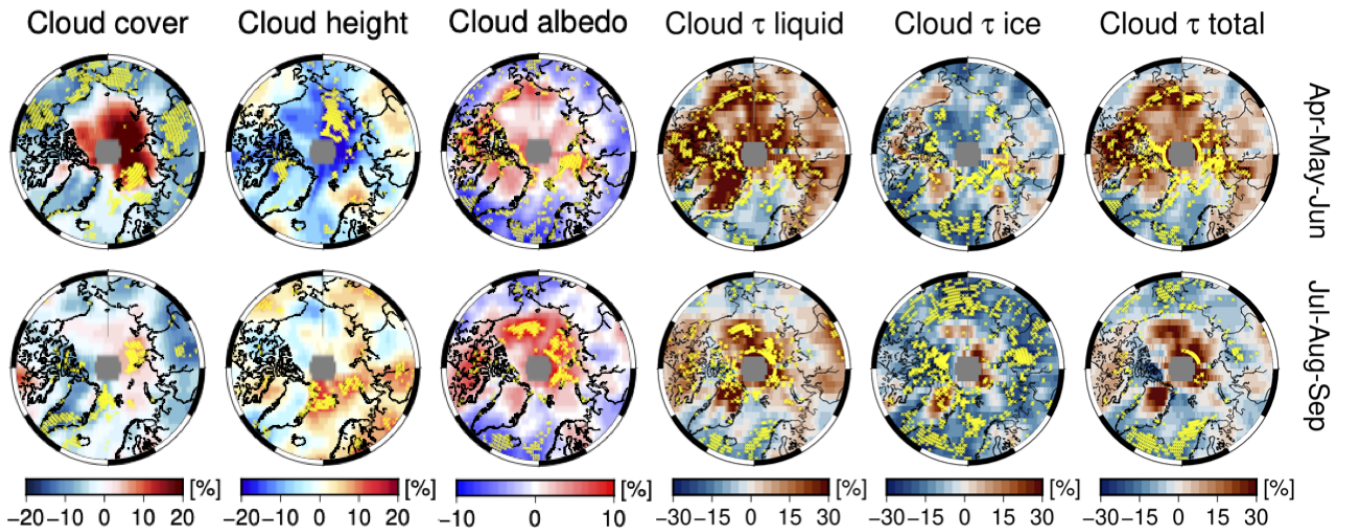 Cloud cover Cloud height Cloud albedo Cloud τ liquid Cloud τ ice Cloud τ total
Apr-May-Jun
Jul-Aug-Sep
[%] [%] [%] [%] [%] [%]
−20−10 0 10 20 −20−10 0 10 20 −10 0 10 −30−15 0 15 30 −30−15 0 15 30 −30−15 0 15 30